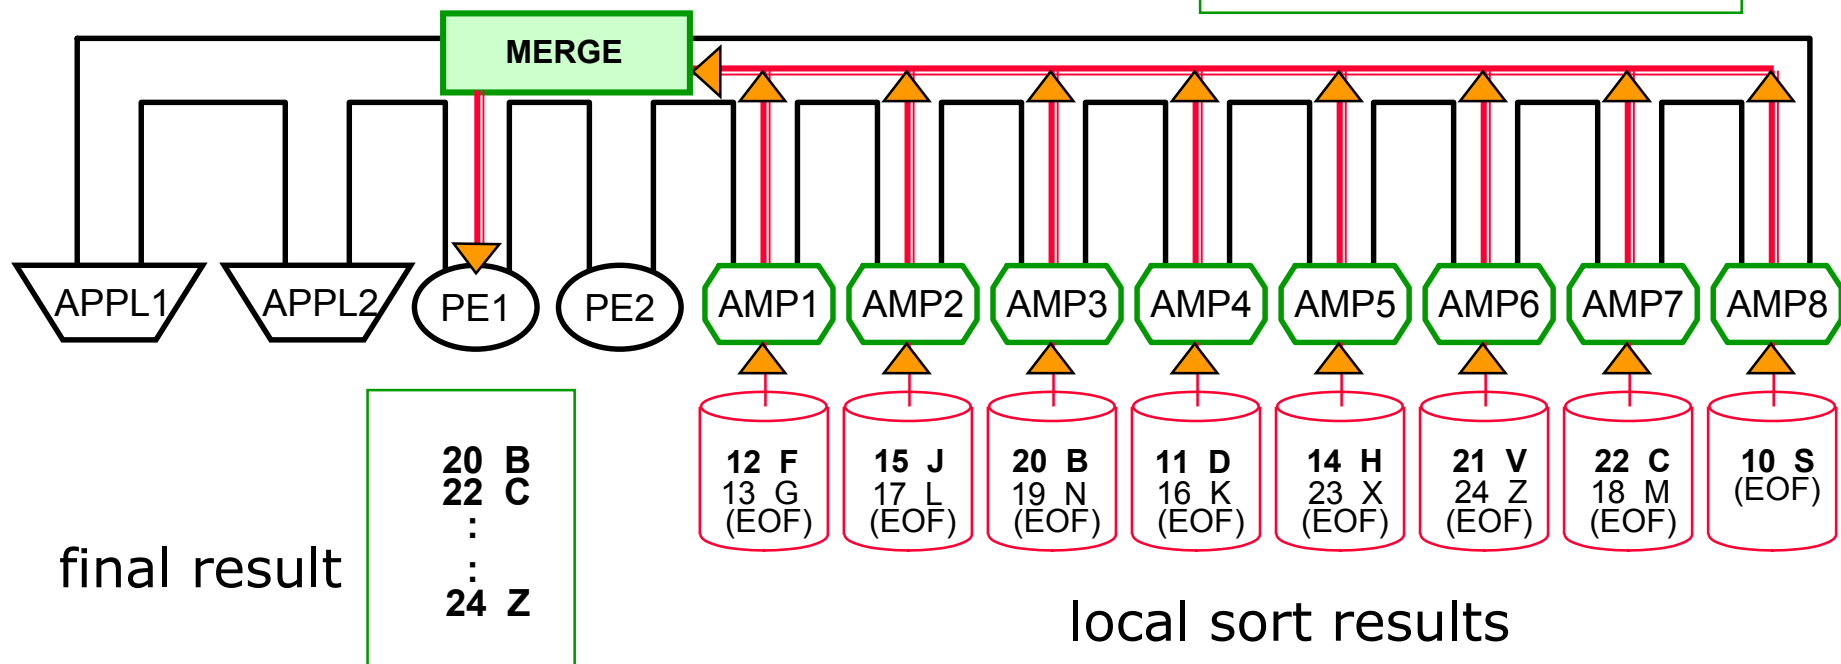 MERGE
APPL1
APPL2
PE1
PE2
AMP1
AMP2
AMP3
AMP4
AMP5
AMP6
AMP7
AMP8
12 F
13 G
(EOF)
15 J
17 L
(EOF)
20 B
19 N
(EOF)
11 D
16 K
(EOF)
14 H
23 X
(EOF)
21 V
24 Z
(EOF)
22 C
18 M
(EOF)
10 S
(EOF)
final result
20 B
22 C
:
:
24 Z
local sort results